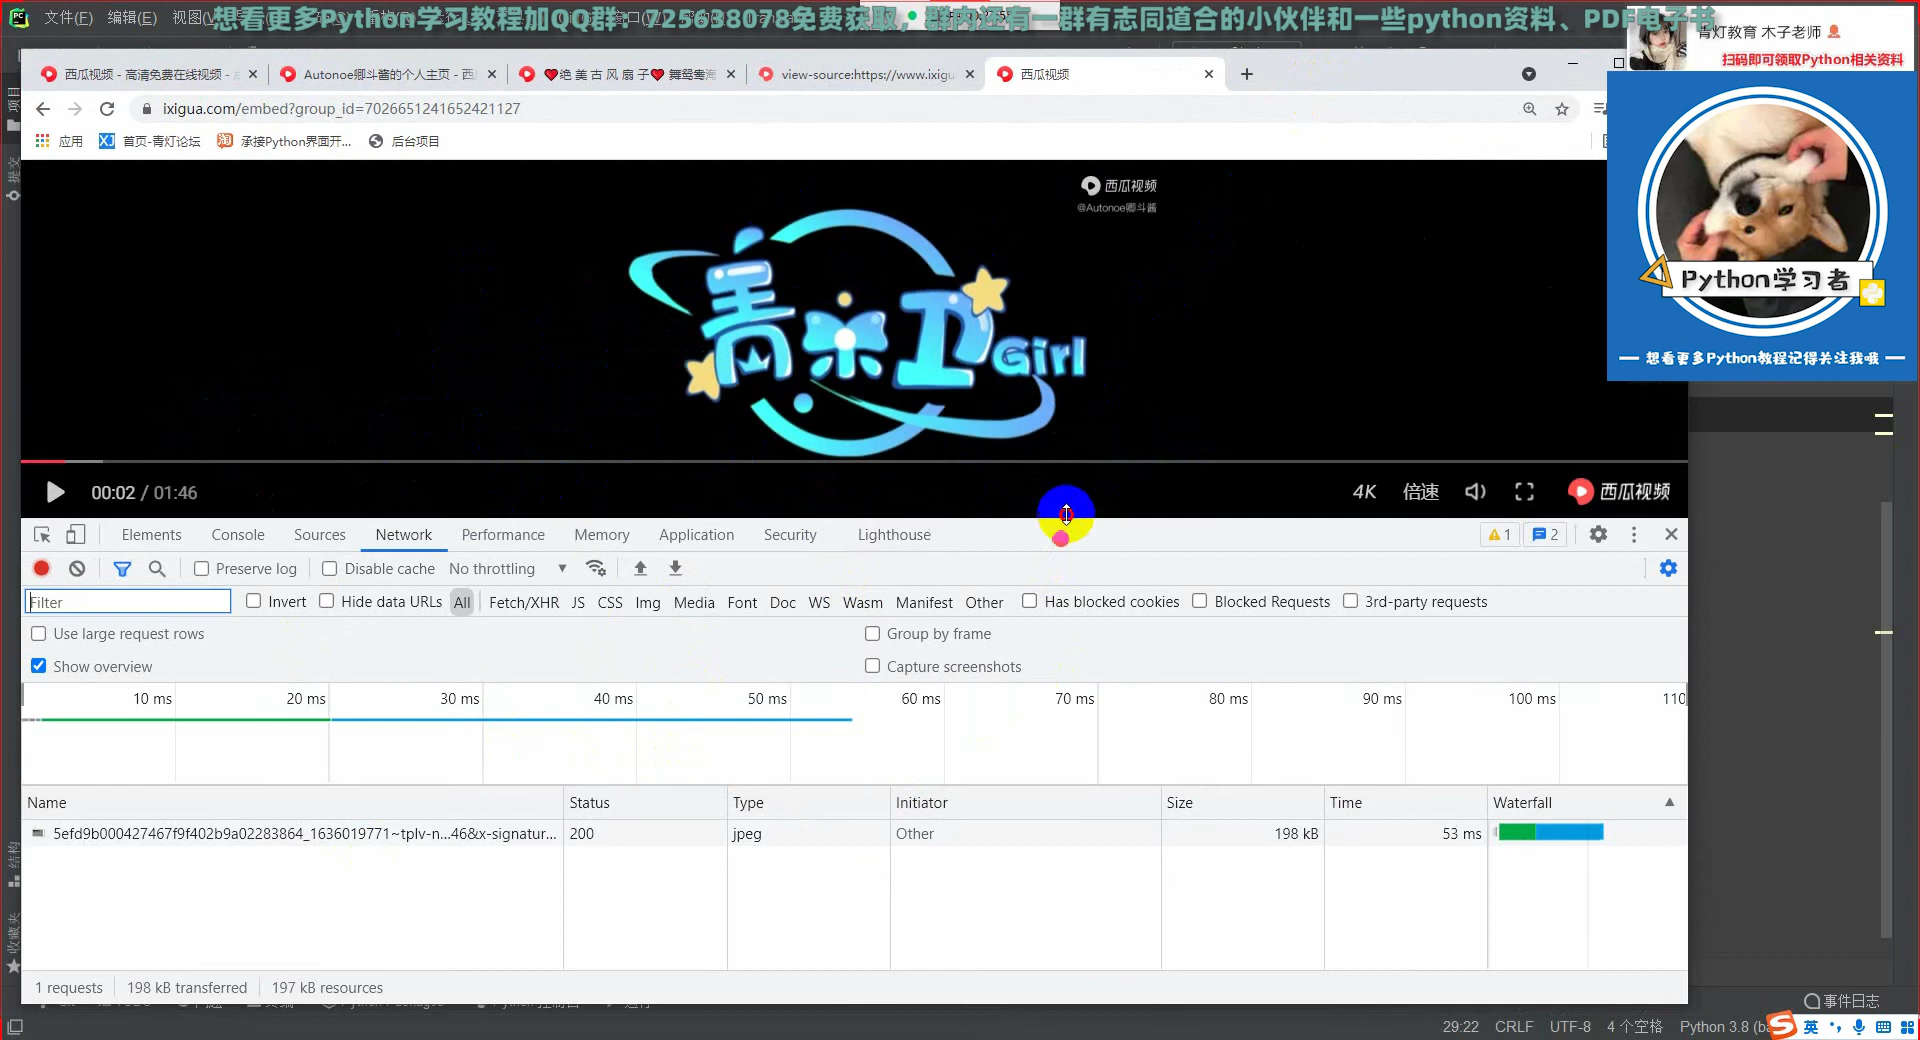 想看更多Python学习教程加QQ群：725638078免费获取，群内还有一群有志同道合的小伙伴和一些python资料、PDF电子书
文件(F) 编辑(E) 视图(V)
青灯教育 木子老师
扫码即可领取Python相关资料
西瓜视频 - 高清免费在线视频 -
Autonoe卿斗酱的个人主页 - 西
绝 美 古 风 扇 子 舞鸳鸯
view-source:https://www.ixigu
西瓜视频
ixigua.com/embed?group_id=7026651241652421127
应用 首页-青灯论坛 承接Python界面开... 后台项目
西瓜视频
@Autonoe卿斗酱
Girl
00:02 / 01:46
4K 倍速 西瓜视频
Python学习者
想看更多Python教程记得关注我哦
项目
提交
结构
收藏夹
Elements Console Sources Network Performance Memory Application Security Lighthouse 1 2
Preserve log Disable cache No throttling
Filter Invert Hide data URLs All Fetch/XHR JS CSS Img Media Font Doc WS Wasm Manifest Other Has blocked cookies Blocked Requests 3rd-party requests
Use large request rows Group by frame
Show overview Capture screenshots
10 ms 20 ms 30 ms 40 ms 50 ms 60 ms 70 ms 80 ms 90 ms 100 ms 110
Name Status Type Initiator Size Time Waterfall
5efd9b000427467f9f402b9a02283864_1636019771~tplv-n...46&x-signatur... 200 jpeg Other 198 kB 53 ms
1 requests 198 kB transferred 197 kB resources
事件日志
29:22 CRLF UTF-8 4 个空格 Python 3.8 (ba
英